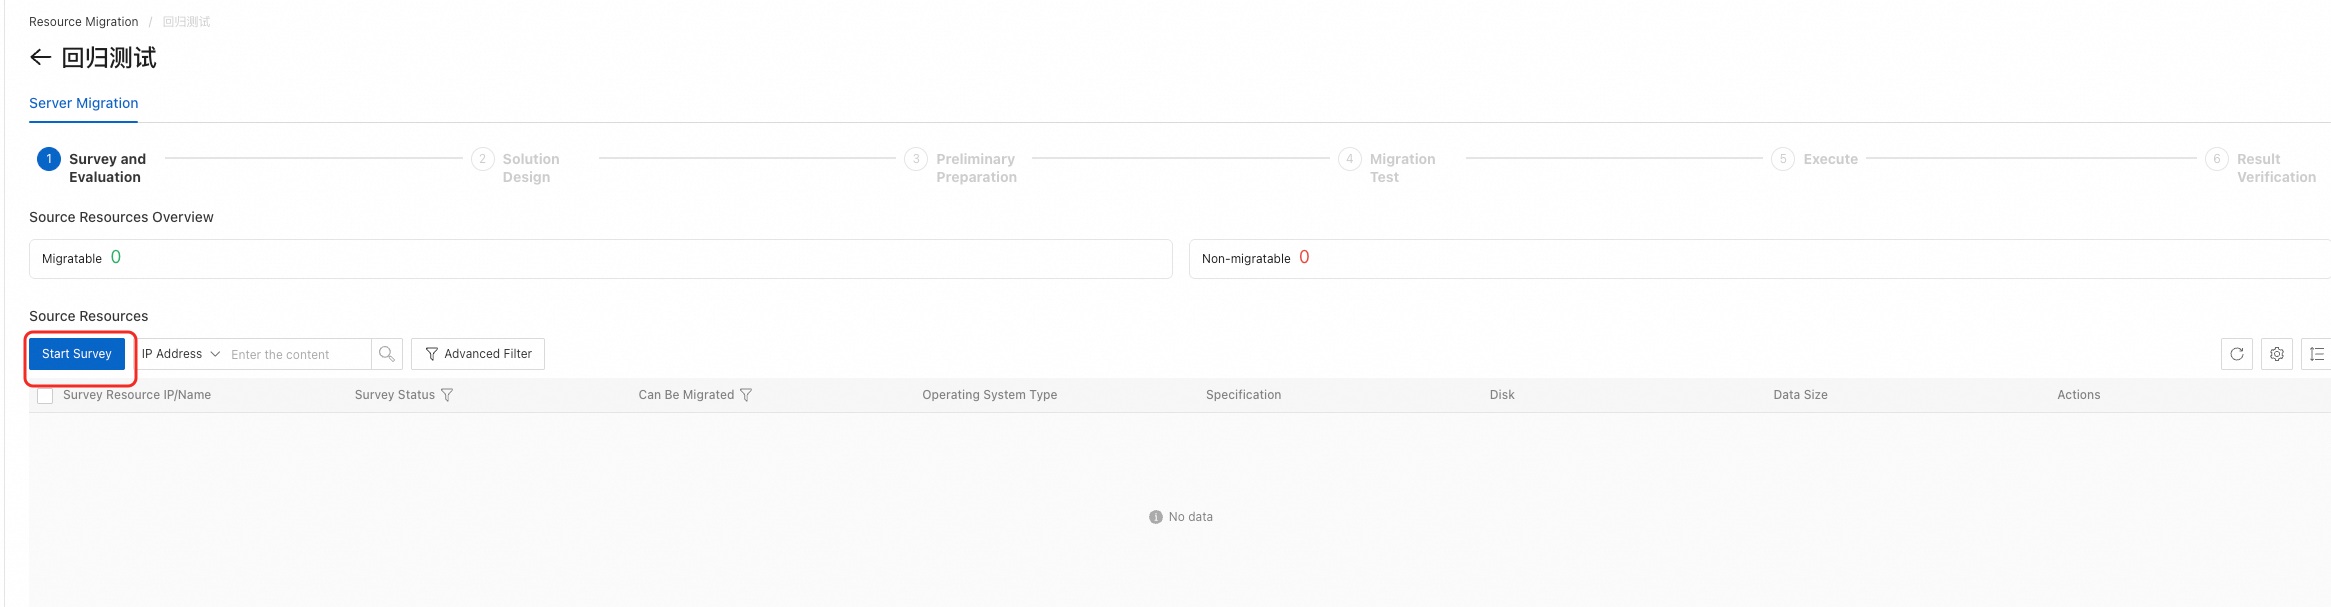 Resource Migration / 回归测试
回归测试
Server Migration
1 Survey and Evaluation
2 Solution Design
3 Preliminary Preparation
4 Migration Test
5 Execute
6 Result Verification
Source Resources Overview
Migratable 0
Non-migratable 0
Source Resources
Start Survey IP Address Enter the content Advanced Filter
Survey Resource IP/Name Survey Status Can Be Migrated Operating System Type Specification Disk Data Size Actions
No data